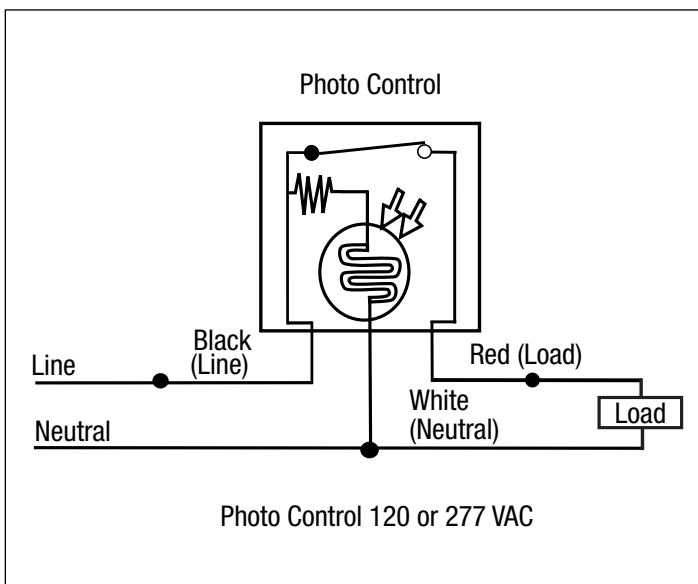 Photo Control
Black
(Line)
Line
Red (Load)
White
(Neutral)
Load
Neutral
Photo Control 120 or 277 VAC